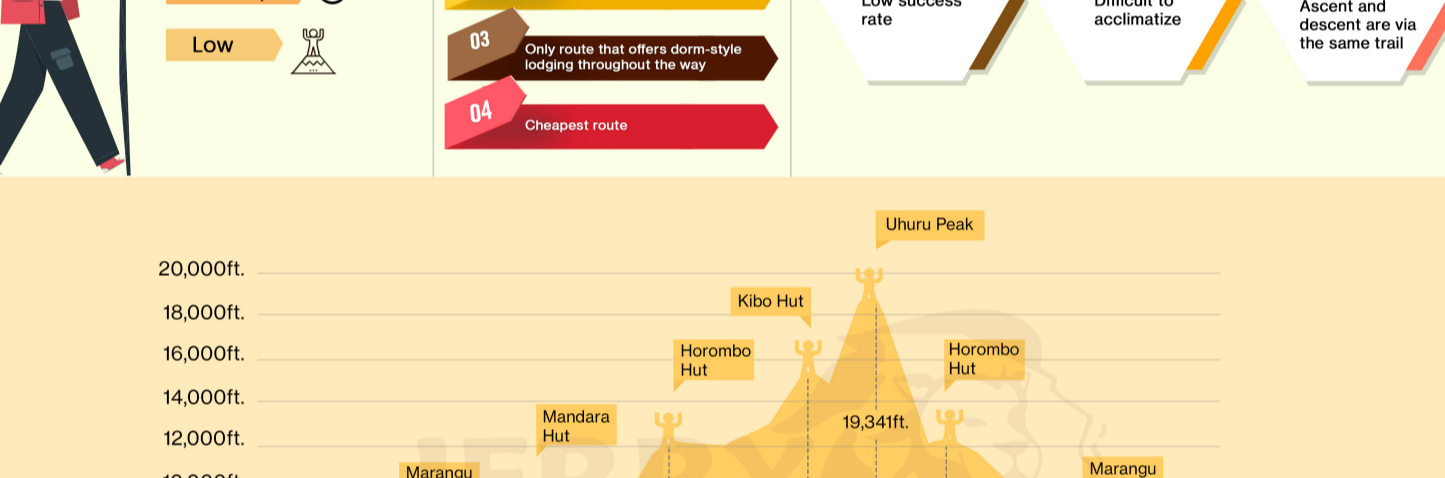 Low
03
Only route that offers dorm-style
lodging throughout the way
04
Cheapest route
Low success
rate
Difficult to
acclimatize
Ascent and
descent are via
the same trail
Uhuru Peak
20,000ft.
Kibo Hut
18,000ft.
Horombo
Hut
Horombo
Hut
16,000ft.
14,000ft.
Mandara
Hut
19,341ft.
12,000ft.
JERRY
Marangu
Marangu